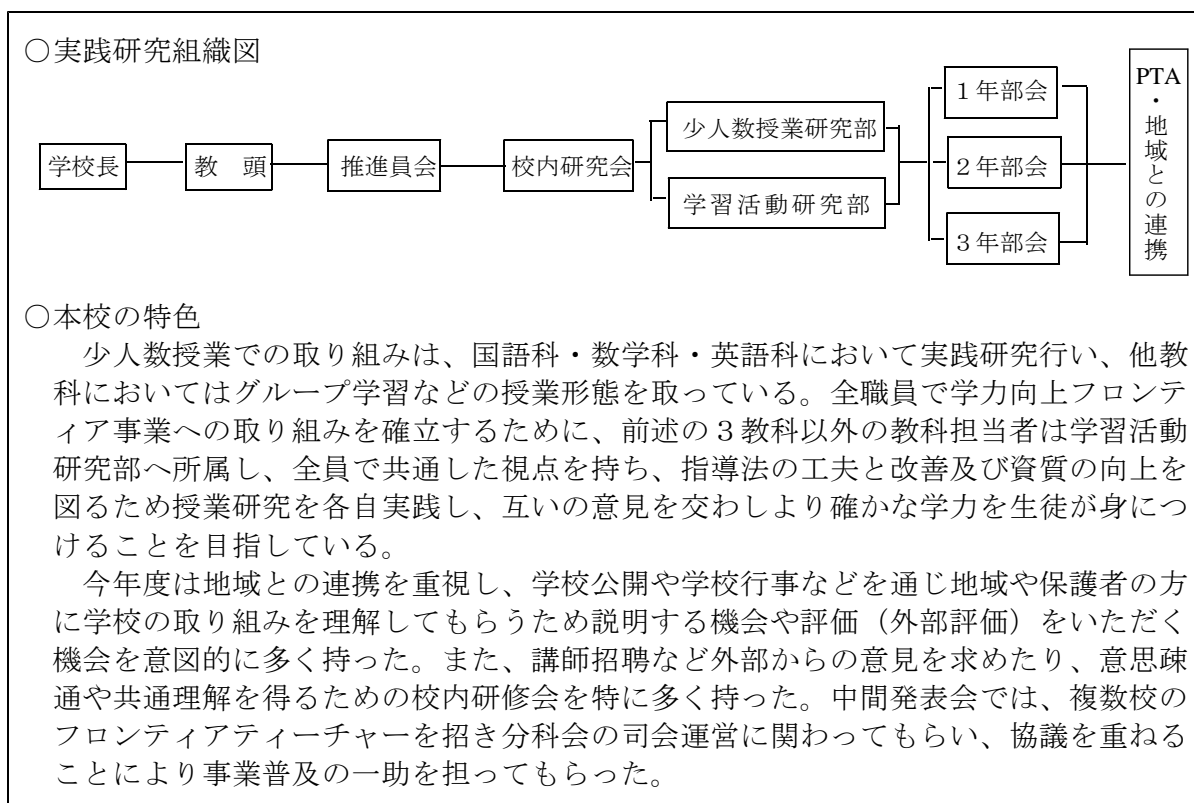 ○実践研究組織図
学校長
教　頭
推進員会
校内研究会
少人数授業研究部
学習活動研究部
１年部会
２年部会
３年部会
PTA・地域との連携
○本校の特色
　少人数授業での取り組みは、国語科・数学科・英語科において実践研究行い、他教
科においてはグループ学習などの授業形態を取っている。全職員で学力向上フロンテ
ィア事業への取り組みを確立するために、前述の３教科以外の教科担当者は学習活動
研究部へ所属し、全員で共通した視点を持ち、指導法の工夫と改善及び資質の向上を
図るため授業研究を各自実践し、互いの意見を交わしより確かな学力を生徒が身につ
けることを目指している。
　今年度は地域との連携を重視し、学校公開や学校行事などを通じ地域や保護者の方
に学校の取り組みを理解してもらうため説明する機会や評価（外部評価）をいただく
機会を意図的に多く持った。また、講師招聘など外部からの意見を求めたり、意思疎
通や共通理解を得るための校内研修会を特に多く持った。中間発表会では、複数校の
フロンティアティーチャーを招き分科会の司会運営に関わってもらい、協議を重ねる
ことにより事業普及の一助を担ってもらった。